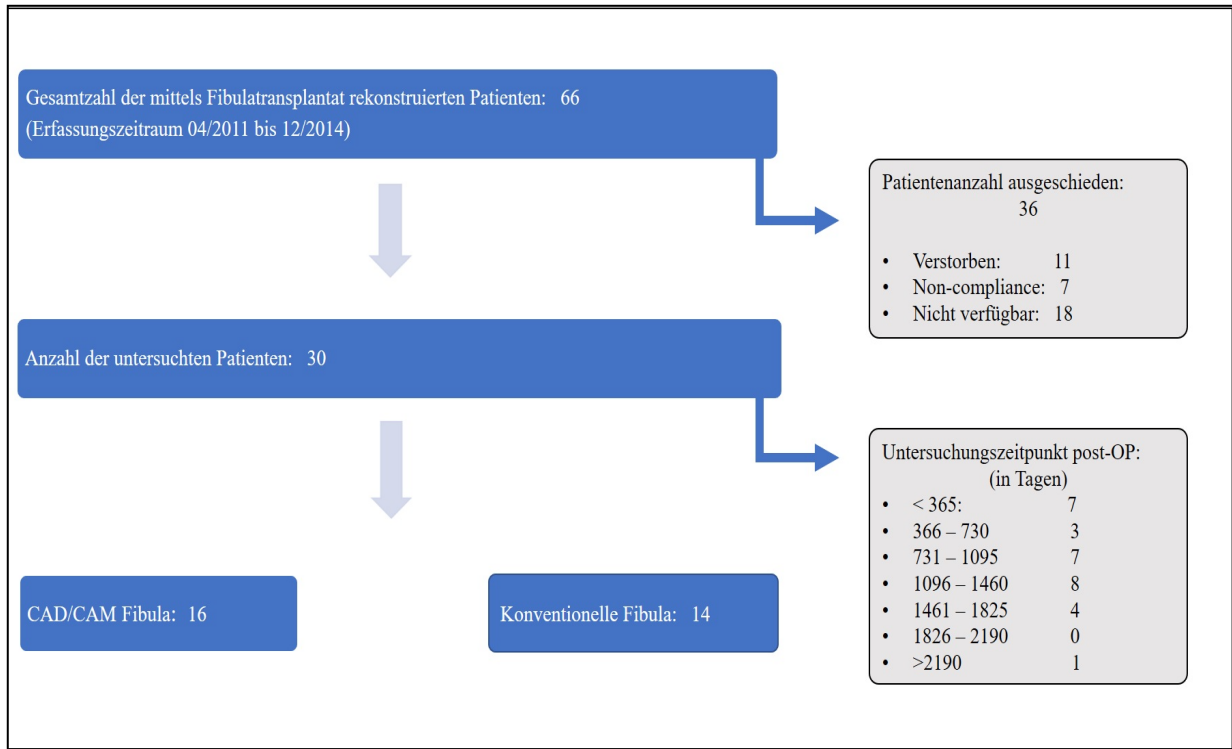 Gesamtzahl der mittels Fibulatransplantat rekonstruierten Patienten: 66
(Erfassungszeitraum 04/2011 bis 12/2014)
Patientenanzahl ausgeschieden:
36
• Verstorben: 11
• Non-compliance: 7
• Nicht verfügbar: 18
Anzahl der untersuchten Patienten: 30
Untersuchungszeitpunkt post-OP:
(in Tagen)
• < 365: 7
• 366 – 730 3
• 731 – 1095 7
• 1096 – 1460 8
• 1461 – 1825 4
• 1826 – 2190 0
• >2190 1
CAD/CAM Fibula: 16
Konventionelle Fibula: 14